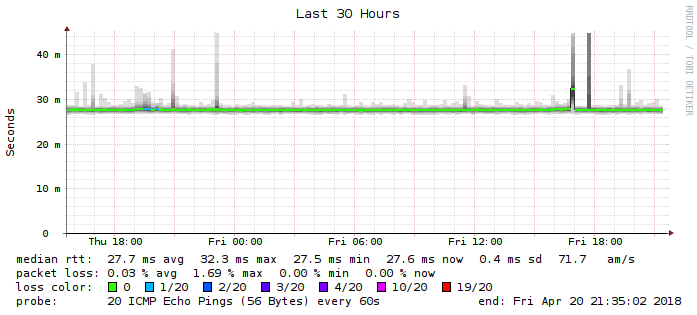 Last 30 Hours
RRDTOOL / TOBI OETIKER
Seconds
40 m
30 m
20 m
10 m
0
Thu 18:00 Fri 00:00 Fri 06:00 Fri 12:00 Fri 18:00
median rtt: 27.7 ms avg 32.3 ms max 27.5 ms min 27.6 ms now 0.4 ms sd 71.7 am/s
packet loss: 0.03 % avg 1.69 % max 0.00 % min 0.00 % now
loss color: 0 1/20 2/20 3/20 4/20 10/20 19/20
probe: 20 ICMP Echo Pings (56 Bytes) every 60s end: Fri Apr 20 21:35:02 2018